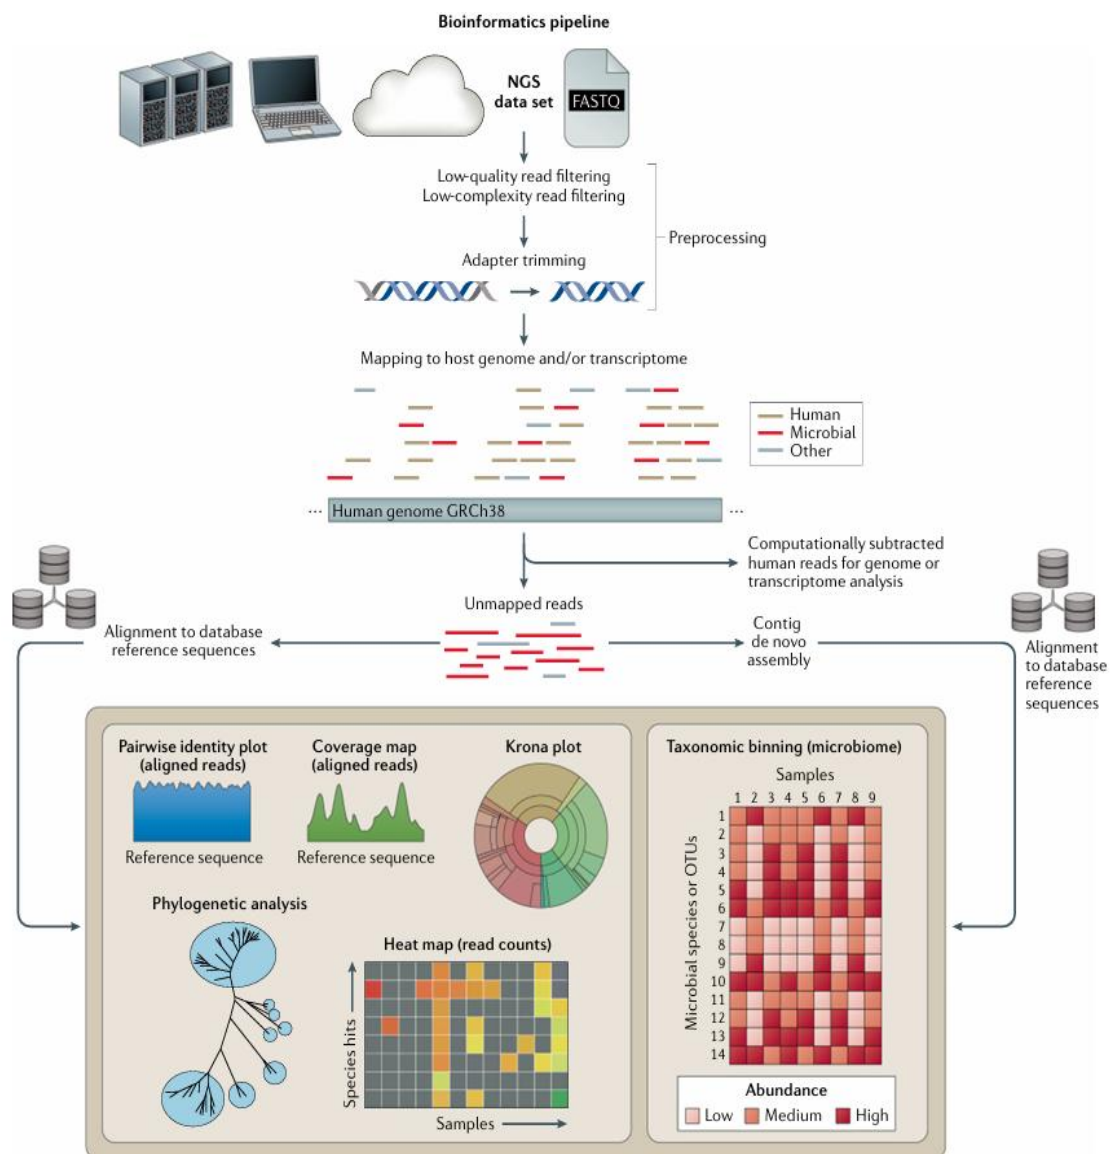 Bioinformatics pipeline
NGS
data set
FASTQ
Low-quality read filtering
Low-complexity read filtering
Preprocessing
Adapter trimming
Mapping to host genome and/or transcriptome
Human
Microbial
Other
... Human genome GRCh38 ...
Computationally subtracted
human reads for genome or
transcriptome analysis
Unmapped reads
Alignment to database
reference sequences
Contig
de novo
assembly
Alignment
to database
reference
sequences
Pairwise identity plot
(aligned reads)
Reference sequence
Coverage map
(aligned reads)
Reference sequence
Krona plot
Phylogenetic analysis
Heat map (read counts)
Species hits
Samples
Taxonomic binning (microbiome)
Samples
1 2 3 4 5 6 7 8 9
Microbial species or OTUs
1
2
3
4
5
6
7
8
9
10
11
12
13
14
Abundance
Low Medium High